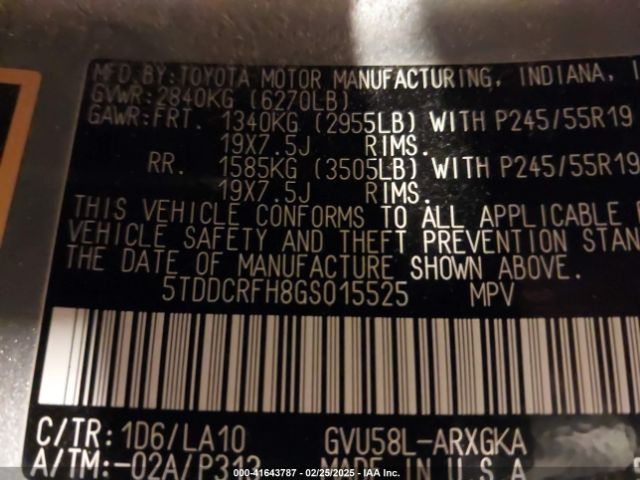 MFD.BY:TOYOTA MOTOR MANUFACTURING, INDIANA, I
GVWR:2840KG (6270LB)
GAWR:FRT. 1340KG (2955LB) WITH P245/55R19
19X7.5J RIMS.
RR. 1585KG (3505LB) WITH P245/55R19
19X7.5J RIMS.
THIS VEHICLE CONFORMS TO ALL APPLICABLE
VEHICLE SAFETY AND THEFT PREVENTION STAN
THE DATE OF MANUFACTURE SHOWN ABOVE.
5TDDCRFH8GS015525 MPV
C/TR: 1D6/LA10 GVU58L-ARXGKA
A/TM:-02A/P312 MADE IN U.S.A
000-41643787 - 02/25/2025 - IAAI.com